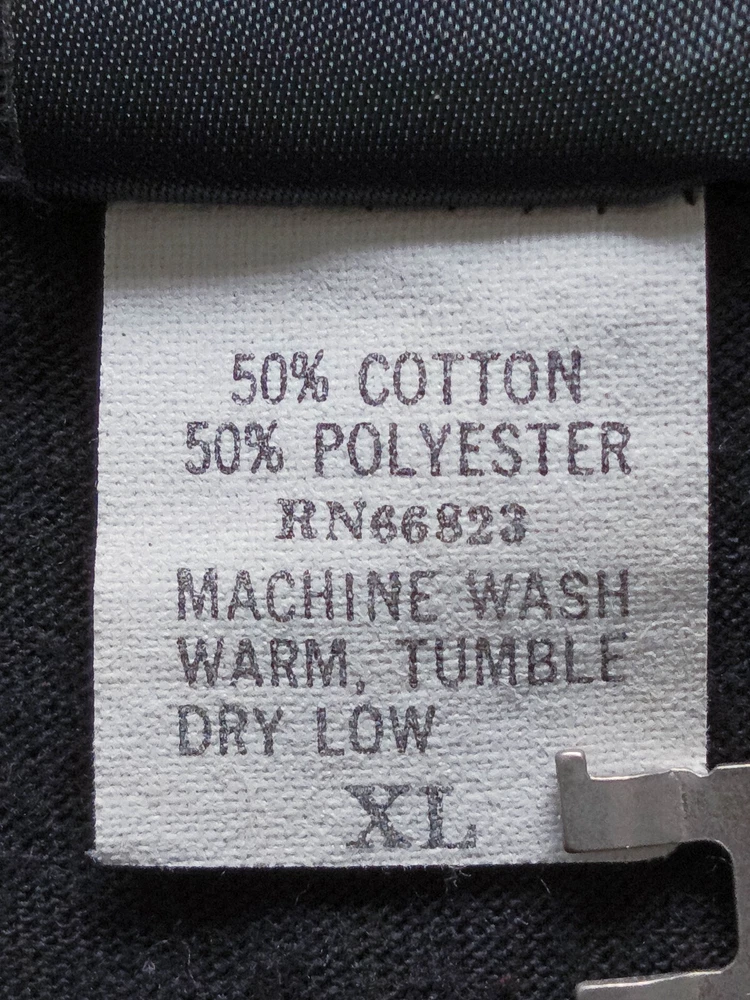 50% COTTON
50% POLYESTER
RN66823
MACHINE WASH
WARM, TUMBLE
DRY LOW
XL